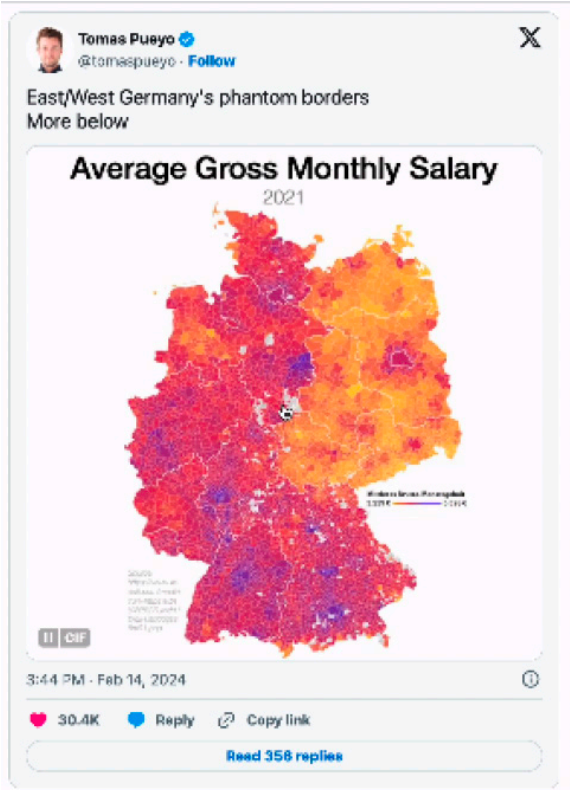 Tomas Pueyo
@tomaspueyo · Follow
East/West Germany's phantom borders
More below
Average Gross Monthly Salary
2021
GIF
3:44 PM · Feb 14, 2024
30.4K Reply Copy link
Read 356 replies